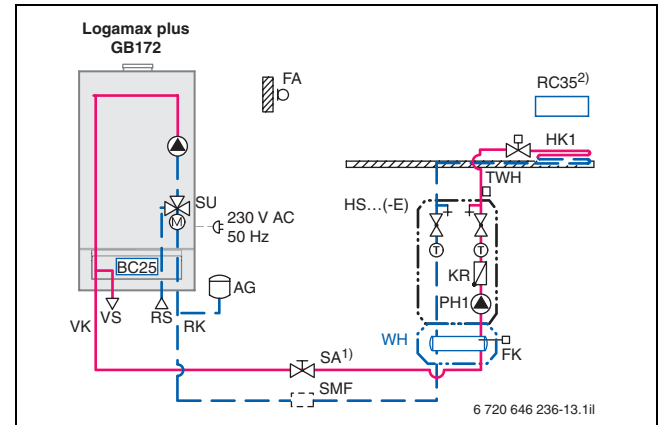 Logamax plus
GB172
FA
RC35²⁾
HK1
TWH
HS...(-E)
SU
M
230 V AC
50 Hz
T
T
BC25
AG
KR
PH1
VK
VS
RS
RK
WH
FK
SA¹⁾
SMF
6 720 646 236-13.1il